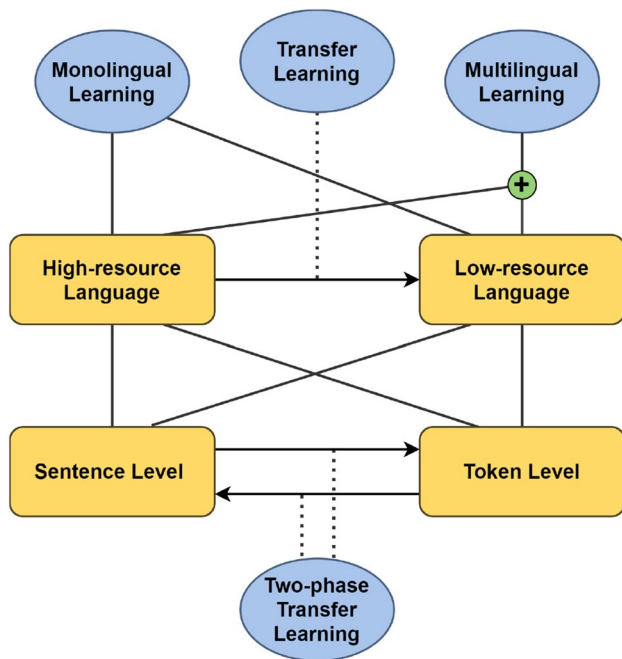 Monolingual
Learning
Transfer
Learning
Multilingual
Learning
+
High-resource
Language
Low-resource
Language
Sentence Level
Token Level
Two-phase
Transfer
Learning